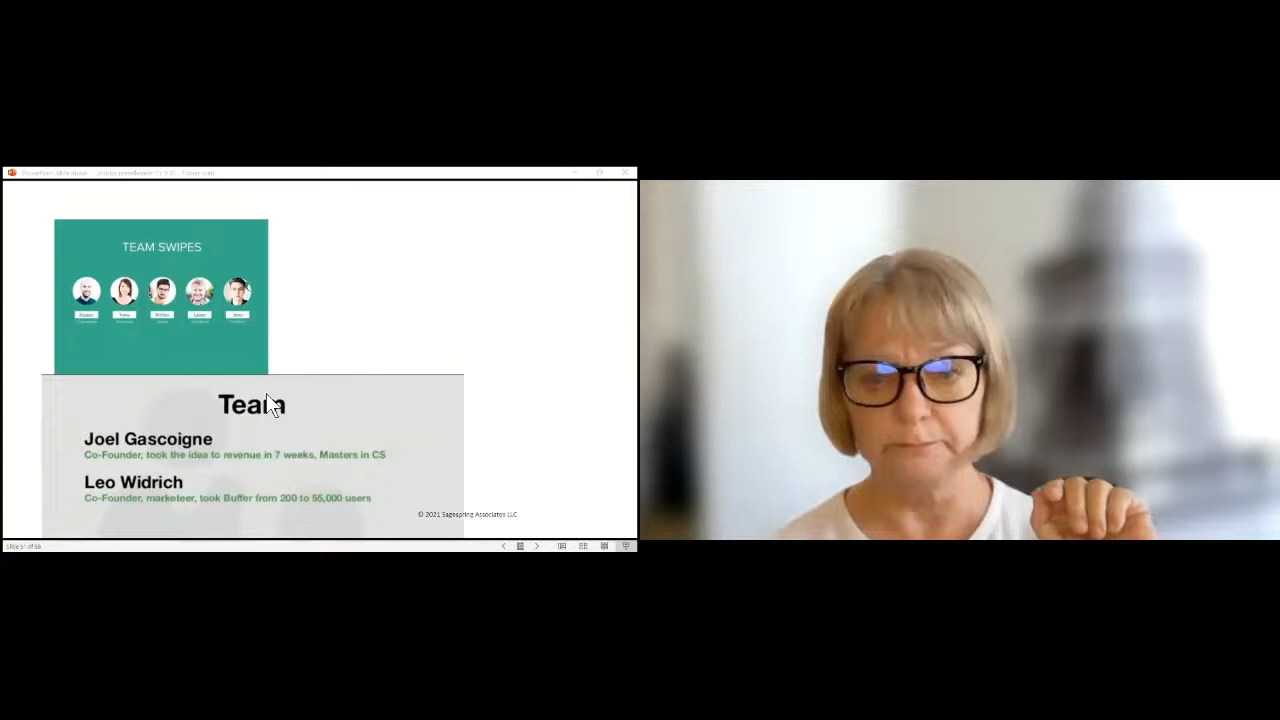 TEAM SWIPES
Team
Joel Gascoigne
Co-Founder, took the idea to revenue in 7 weeks, Masters in CS
Leo Widrich
Co-Founder, marketeer, took Buffer from 200 to 55,000 users
© 2021 Sagespring Associates LLC